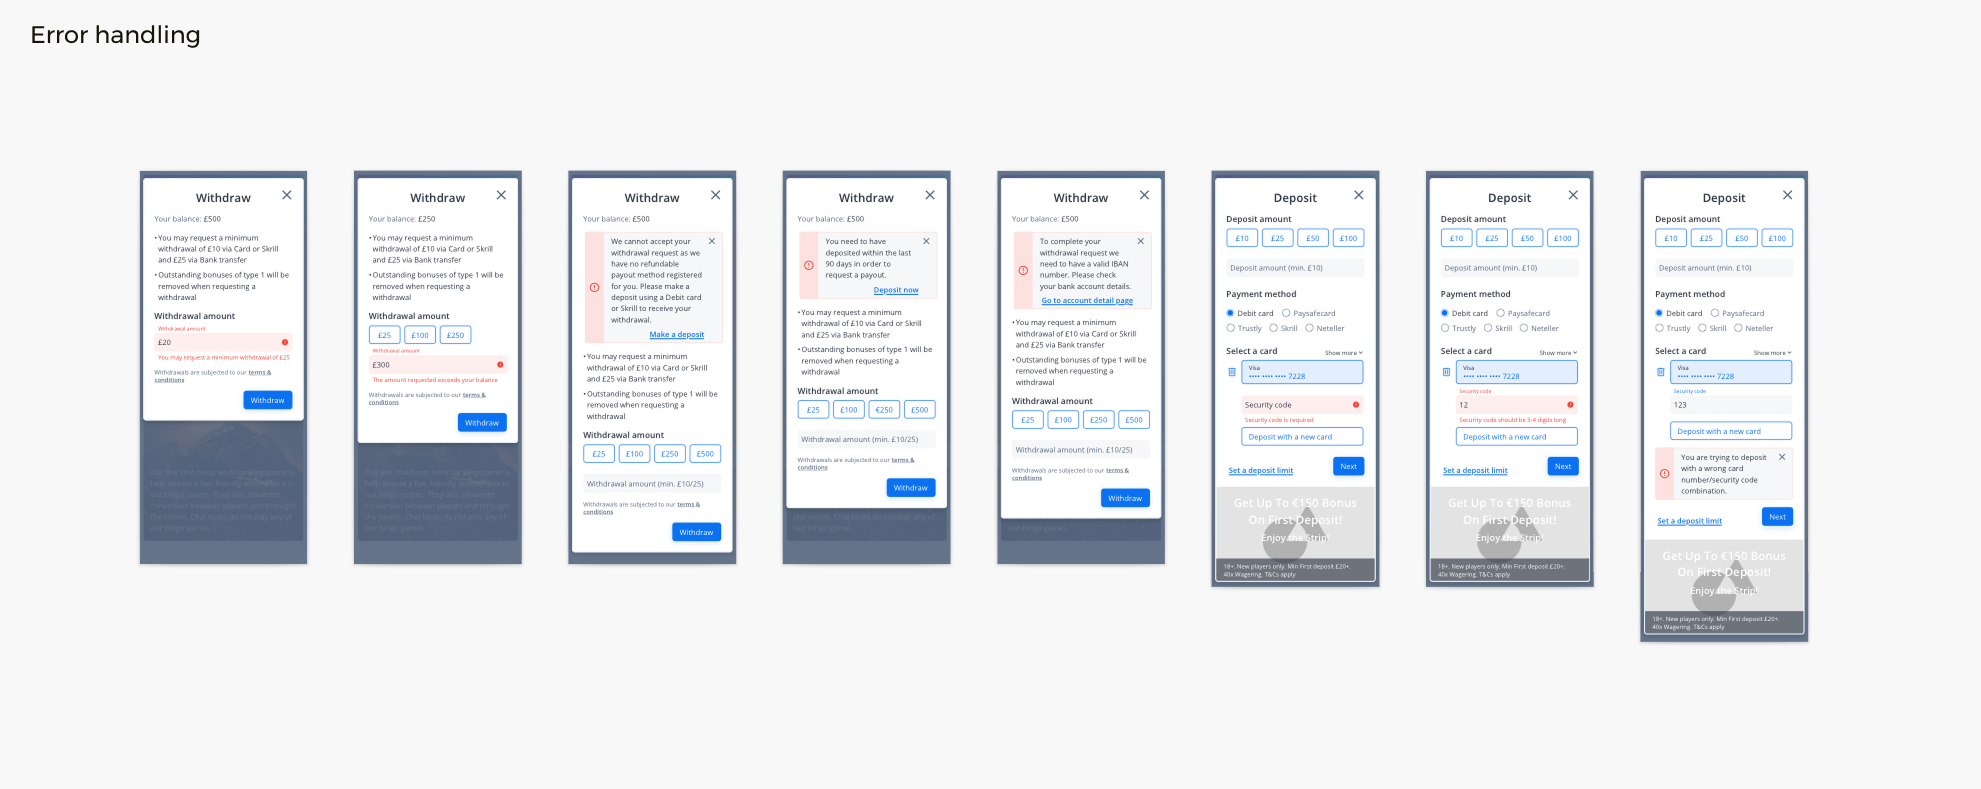 Error handling
Withdraw
Your balance: £500
• You may request a minimum
withdrawal of £10 via Card or Skrill
and £25 via Bank transfer
• Outstanding bonuses of type 1 will be
removed when requesting a
withdrawal
Withdrawal amount
Withdrawal amount
£20
You may request a minimum withdrawal of £25
Withdrawals are subjected to our terms &
conditions
Withdraw
Withdraw
Your balance: £250
• You may request a minimum
withdrawal of £10 via Card or Skrill
and £25 via Bank transfer
• Outstanding bonuses of type 1 will be
removed when requesting a
withdrawal
Withdrawal amount
£25 £100 £250
Withdrawal amount
£300
The amount requested exceeds your balance
Withdrawals are subjected to our terms &
conditions
Withdraw
Withdraw
Your balance: £500
We cannot accept your
withdrawal request as we
have no refundable
payout method registered
for you. Please make a
deposit using a Debit card
or Skrill to receive your
withdrawal.
Make a deposit
• You may request a minimum
withdrawal of £10 via Card or Skrill
and £25 via Bank transfer
• Outstanding bonuses of type 1 will be
removed when requesting a
withdrawal
Withdrawal amount
£25 £100 £250 £500
Withdrawal amount (min. £10/25)
Withdrawals are subjected to our terms &
conditions
Withdraw
Withdraw
Your balance: £500
You need to have
deposited within the last
90 days in order to
request a payout.
Deposit now
• You may request a minimum
withdrawal of £10 via Card or Skrill
and £25 via Bank transfer
• Outstanding bonuses of type 1 will be
removed when requesting a
withdrawal
Withdrawal amount
£25 £100 €250 £500
Withdrawal amount (min. £10/25)
Withdrawals are subjected to our terms &
conditions
Withdraw
the rooms. Chat hosts do not play any of
our bingo games.
Withdraw
Your balance: £500
To complete your
withdrawal request we
need to have a valid IBAN
number. Please check
your bank account details.
Go to account detail page
• You may request a minimum
withdrawal of £10 via Card or Skrill
and £25 via Bank transfer
• Outstanding bonuses of type 1 will be
removed when requesting a
withdrawal
Withdrawal amount
£25 £100 £250 £500
Withdrawal amount (min. £10/25)
Withdrawals are subjected to our terms &
conditions
Withdraw
our bingo games.
Deposit
Deposit amount
£10 £25 £50 £100
Deposit amount (min. £10)
Payment method
Debit card Paysafecard
Trustly Skrill Neteller
Select a card Show more
Visa
•••• •••• •••• 7228
Security code
Security code is required
Deposit with a new card
Set a deposit limit Next
Get Up To €150 Bonus
On First Deposit!
Enjoy the Strip!
18+. New players only. Min First deposit £20+.
40x Wagering. T&Cs apply
Deposit
Deposit amount
£10 £25 £50 £100
Deposit amount (min. £10)
Payment method
Debit card Paysafecard
Trustly Skrill Neteller
Select a card Show more
Visa
•••• •••• •••• 7228
Security code
12
Security code should be 3-4 digits long
Deposit with a new card
Set a deposit limit Next
Get Up To €150 Bonus
On First Deposit!
Enjoy the Strip!
18+. New players only. Min First deposit £20+.
40x Wagering. T&Cs apply
Deposit
Deposit amount
£10 £25 £50 £100
Deposit amount (min. £10)
Payment method
Debit card Paysafecard
Trustly Skrill Neteller
Select a card Show more
Visa
•••• •••• •••• 7228
Security code
123
Deposit with a new card
You are trying to deposit
with a wrong card
number/security code
combination.
Set a deposit limit Next
Get Up To €150 Bonus
On First Deposit!
Enjoy the Strip!
18+. New players only. Min First deposit £20+.
40x Wagering. T&Cs apply